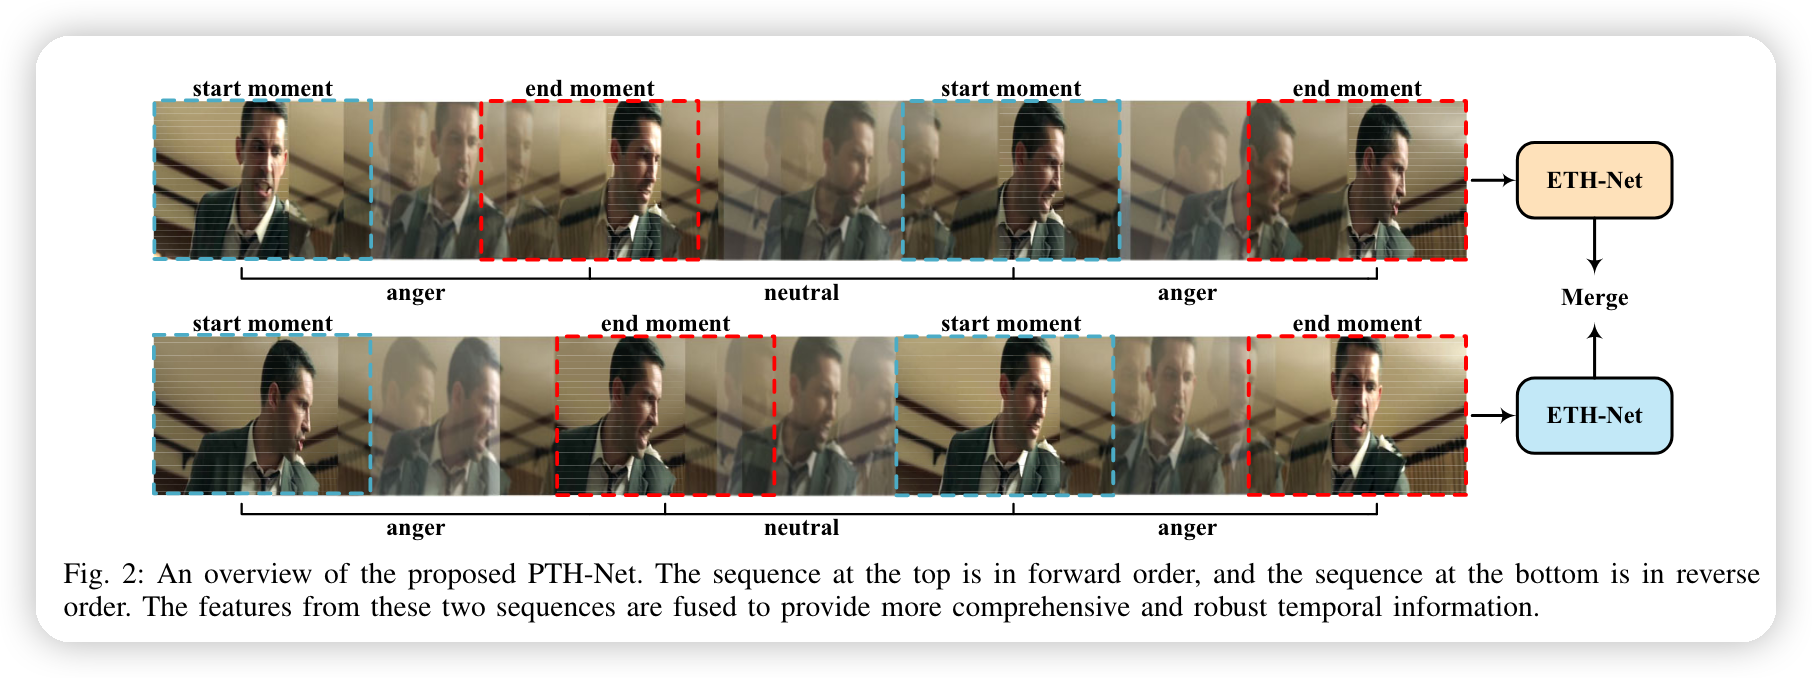 start moment end moment start moment end moment
ETH-Net
anger neutral anger
Merge
start moment end moment start moment end moment
ETH-Net
anger neutral anger
Fig. 2: An overview of the proposed PTH-Net. The sequence at the top is in forward order, and the sequence at the bottom is in reverse
order. The features from these two sequences are fused to provide more comprehensive and robust temporal information.